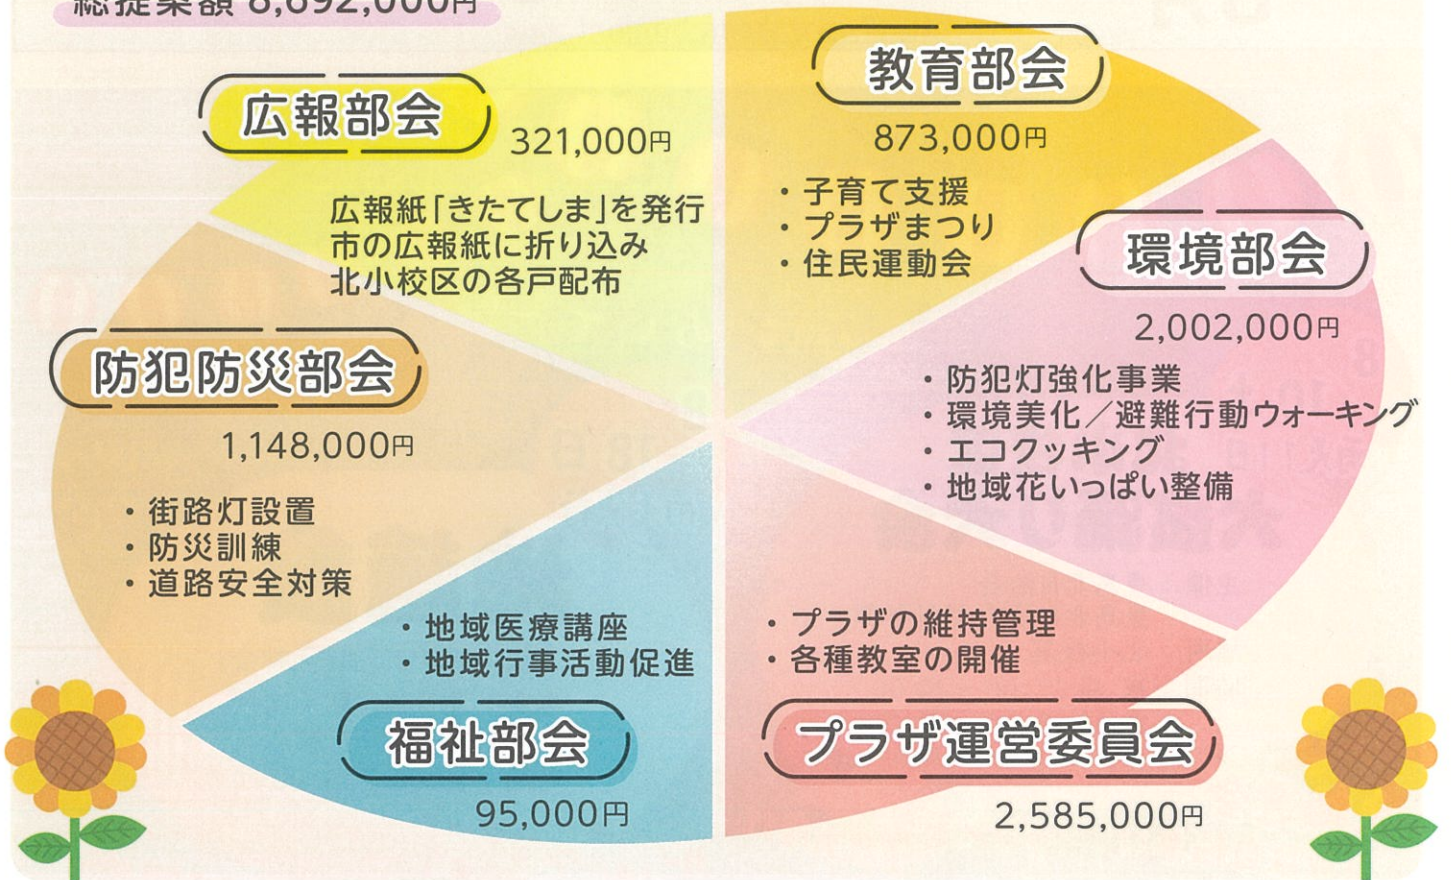 総提案額
広報部会
321,000円
広報紙「きたてしま」を発行
市の広報紙に折り込み
北小校区の各戸配布
教育部会
873,000円
・子育て支援
・プラザまつり
・住民運動会
環境部会
2,002,000円
・防犯灯強化事業
・環境美化／避難行動ウォーキング
・エコクッキング
・地域花いっぱい整備
防犯防災部会
1,148,000円
・街路灯設置
・防災訓練
・道路安全対策
・地域医療講座
・地域行事活動促進
福祉部会
95,000円
・プラザの維持管理
・各種教室の開催
プラザ運営委員会
2,585,000円